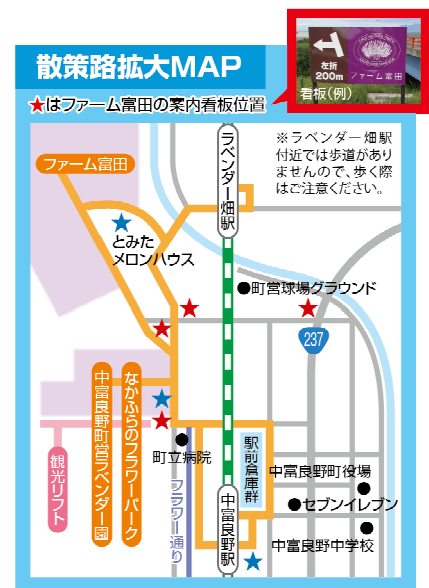 散策路拡大MAP
★はファーム富田の案内看板位置
左折
200m
ファーム富田
看板(例)
※ラベンダー畑駅
付近では歩道があり
ませんので、歩く際
はご注意ください。
ファーム富田
ラベンダー畑駅
とみた
メロンハウス
町営球場グラウンド
237
中富良野町営ラベンダー園
なかふらのフラワーパーク
観光リフト
町立病院
フラワー通り
駅前倉庫群
中富良野駅
中富良野町役場
セブンイレブン
中富良野中学校